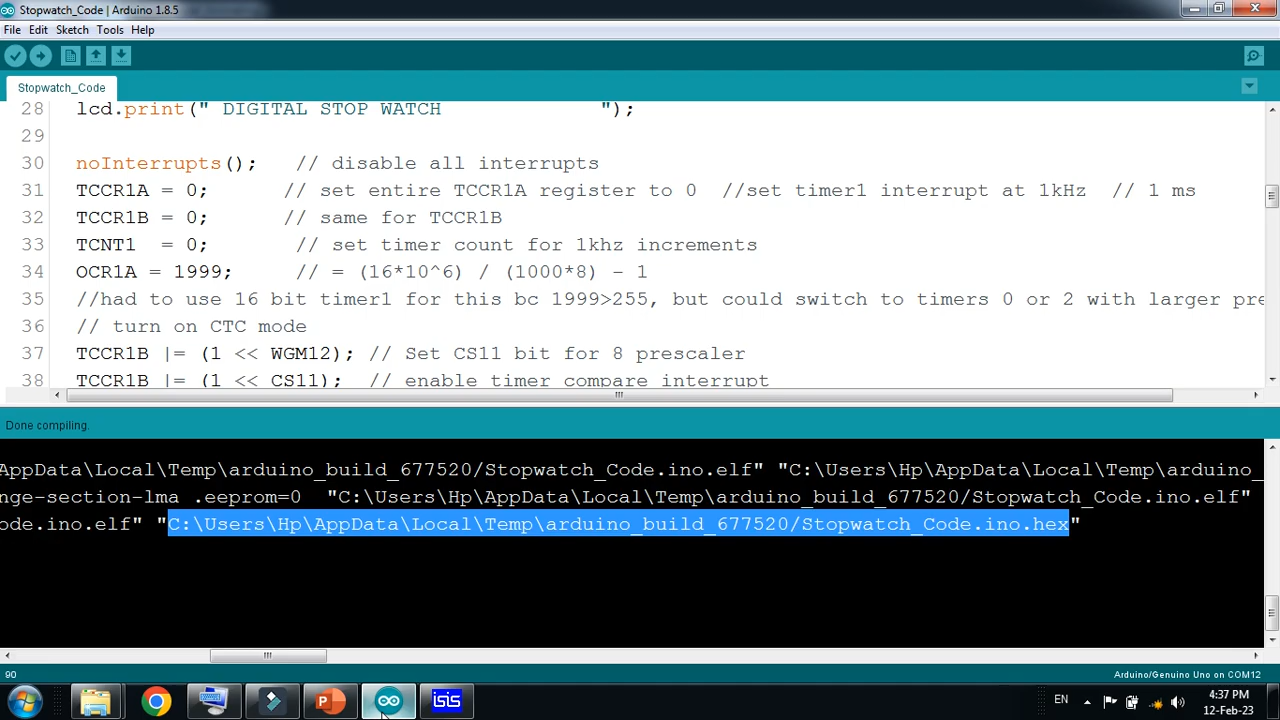 Stopwatch_Code | Arduino 1.8.5
File Edit Sketch Tools Help
Stopwatch_Code
28 lcd.print(" DIGITAL STOP WATCH             ");
29
30 noInterrupts();   // disable all interrupts
31 TCCR1A = 0;      // set entire TCCR1A register to 0  //set timer1 interrupt at 1kHz  // 1 ms
32 TCCR1B = 0;      // same for TCCR1B
33 TCNT1  = 0;       // set timer count for 1khz increments
34 OCR1A = 1999;     // = (16*10^6) / (1000*8) - 1
35 //had to use 16 bit timer1 for this bc 1999>255, but could switch to timers 0 or 2 with larger pre
36 // turn on CTC mode
37 TCCR1B |= (1 << WGM12); // Set CS11 bit for 8 prescaler
38 TCCR1B |= (1 << CS11);  // enable timer compare interrupt
Done compiling.
AppData\Local\Temp\arduino_build_677520/Stopwatch_Code.ino.elf" "C:\Users\Hp\AppData\Local\Temp\arduino_
nge-section-lma .eeprom=0  "C:\Users\Hp\AppData\Local\Temp\arduino_build_677520/Stopwatch_Code.ino.elf"
ode.ino.elf" "C:\Users\Hp\AppData\Local\Temp\arduino_build_677520/Stopwatch_Code.ino.hex"
90 Arduino/Genuino Uno on COM12
isis
EN
4:37 PM
12-Feb-23